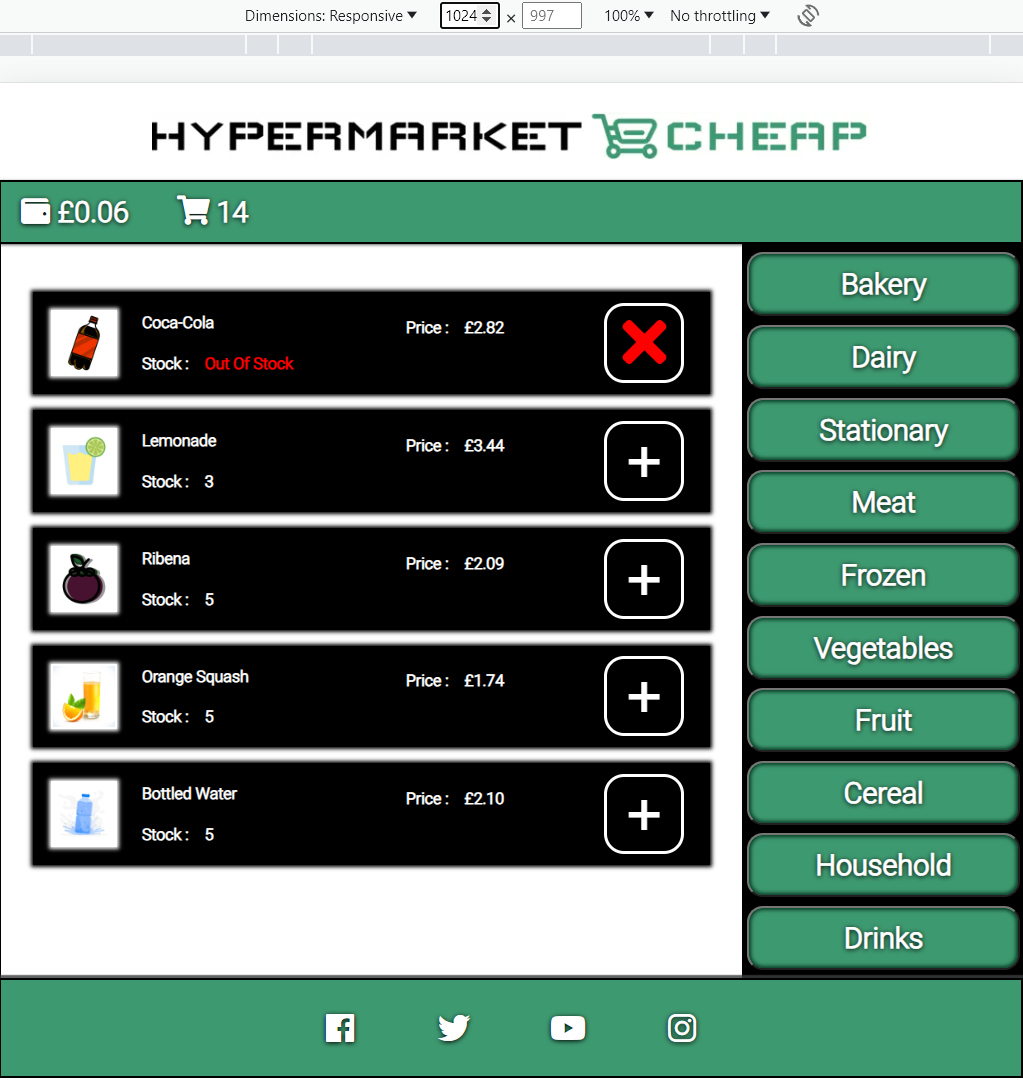 Dimensions: Responsive 1024 × 997 100% No throttling
HYPERMARKET CHEAP
£0.06 14
Coca-Cola
Price : £2.82
Stock : Out Of Stock
Lemonade
Price : £3.44
Stock : 3
Ribena
Price : £2.09
Stock : 5
Orange Squash
Price : £1.74
Stock : 5
Bottled Water
Price : £2.10
Stock : 5
Bakery
Dairy
Stationary
Meat
Frozen
Vegetables
Fruit
Cereal
Household
Drinks